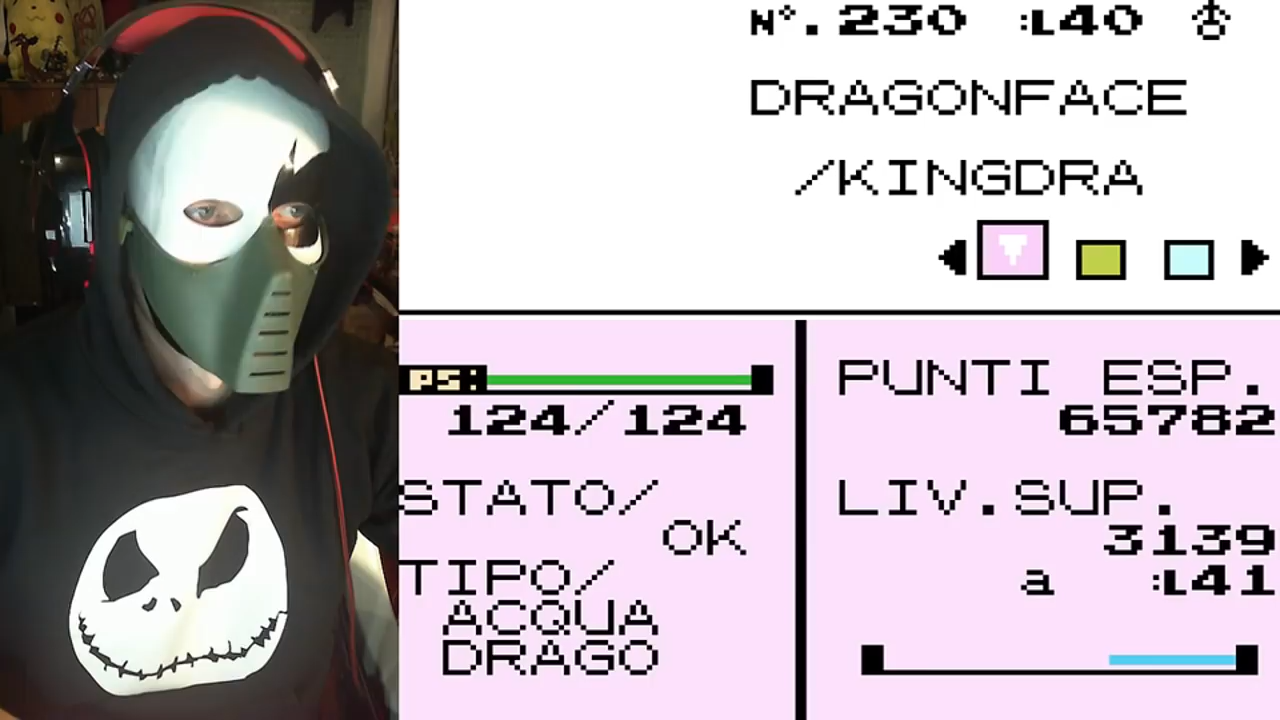 N°.230 :L40 ♂
DRAGONFACE
/KINGDRA
PS:
124/124
STATO/
OK
TIPO/
ACQUA
DRAGO
PUNTI ESP.
65782
LIV.SUP.
3139
a :L41